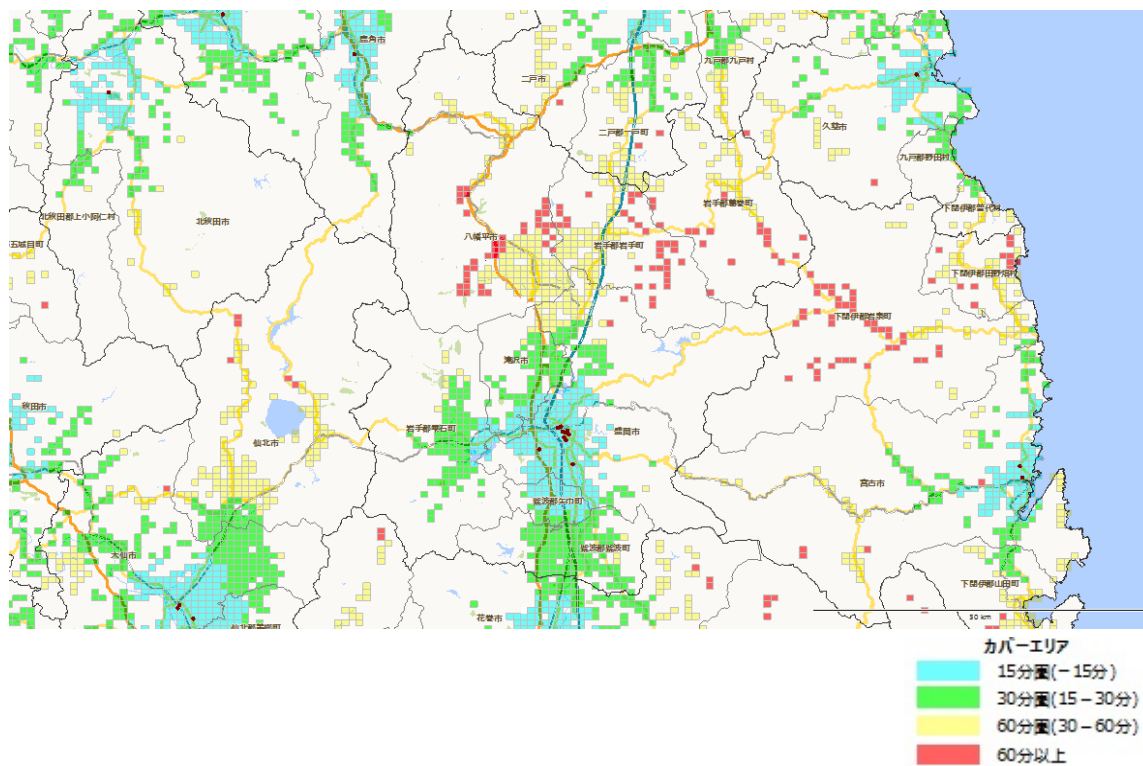 鹿角市
九戸郡九戸村
二戸市
二戸郡一戸町
久慈市
九戸郡野田村
岩手郡葛巻町
下閉伊郡普代村
北秋田郡上小阿仁村
北秋田市
五城目町
八幡平市
岩手郡岩手町
下閉伊郡田野畑村
下閉伊郡岩泉町
滝沢市
秋田市
仙北市
岩手郡雫石町
盛岡市
宮古市
紫波郡矢巾町
大仙市
紫波郡紫波町
下閉伊郡山田町
花巻市
仙北郡美郷町
50 km
カバーエリア
15分圏(－15分)
30分圏(15－30分)
60分圏(30－60分)
60分以上